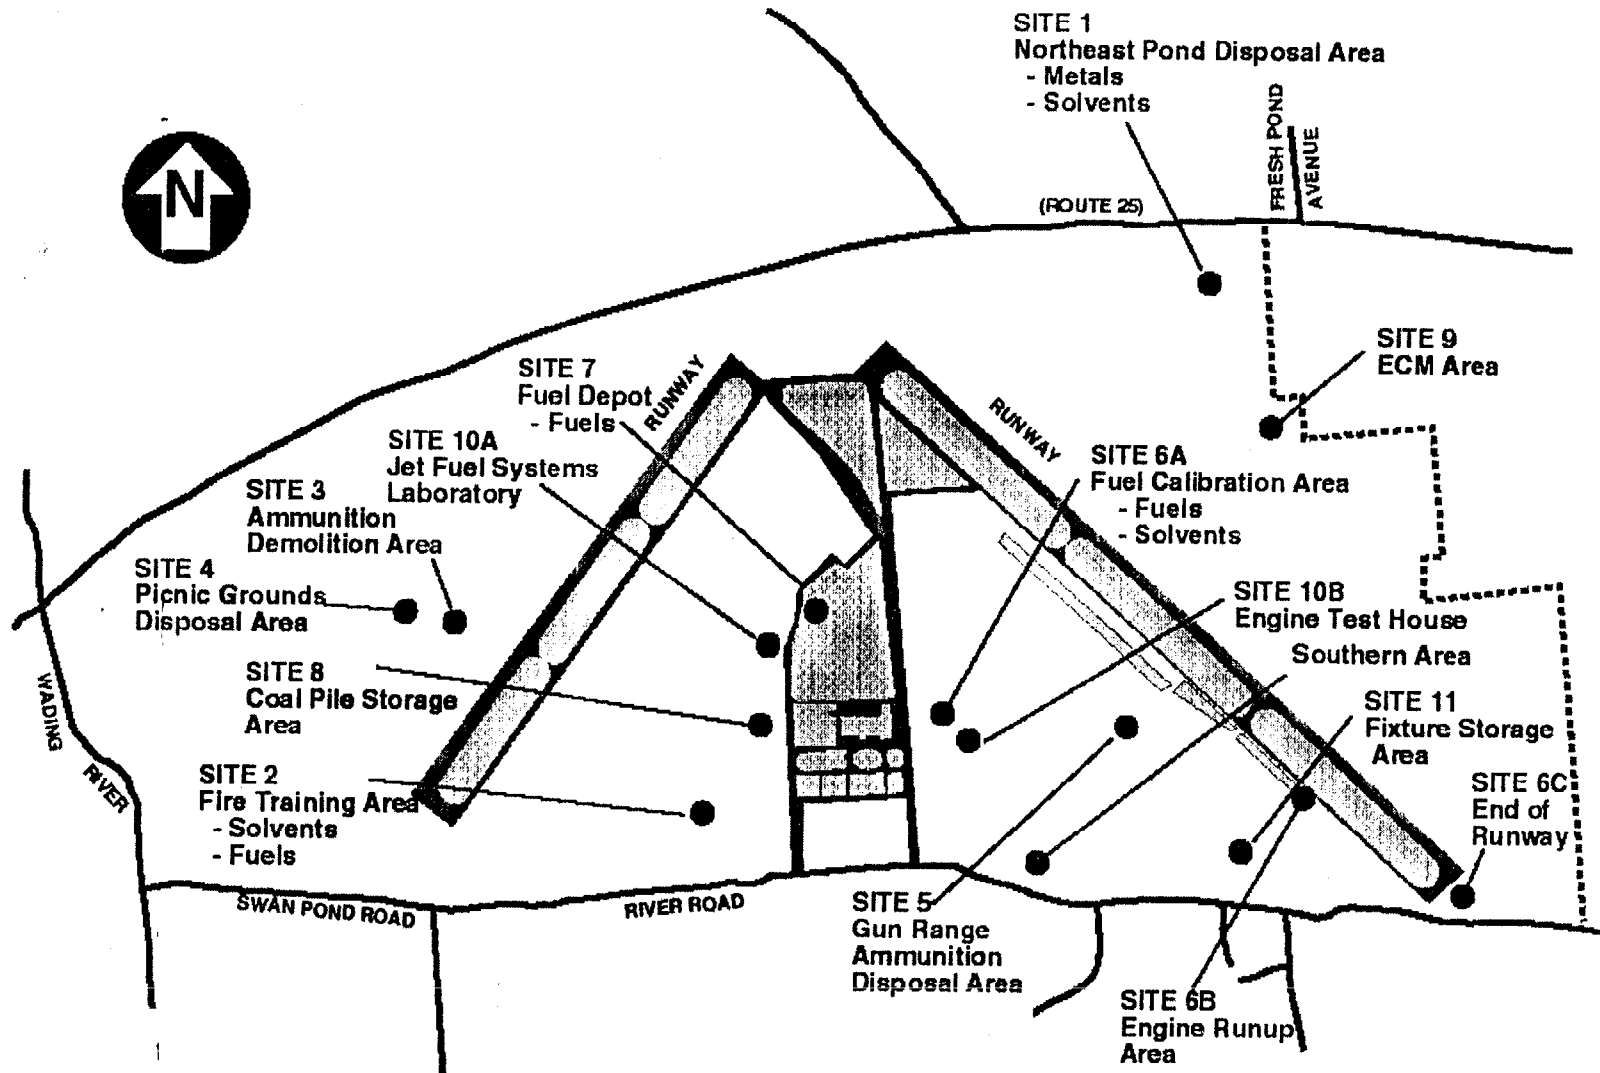 SITE 1
Northeast Pond Disposal Area
- Metals
- Solvents
FRESH POND
AVENUE
N
(ROUTE 25)
SITE 9
ECM Area
SITE 7
Fuel Depot
- Fuels
RUNWAY
RUNWAY
SITE 10A
Jet Fuel Systems
Laboratory
SITE 6A
Fuel Calibration Area
- Fuels
- Solvents
SITE 3
Ammunition
Demolition Area
SITE 4
Picnic Grounds
Disposal Area
SITE 10B
Engine Test House
Southern Area
SITE 8
Coal Pile Storage
Area
SITE 11
Fixture Storage
Area
WADING
RIVER
SITE 2
Fire Training Area
- Solvents
- Fuels
SITE 6C
End of
Runway
SWAN POND ROAD
RIVER ROAD
SITE 5
Gun Range
Ammunition
Disposal Area
SITE 6B
Engine Runup
Area